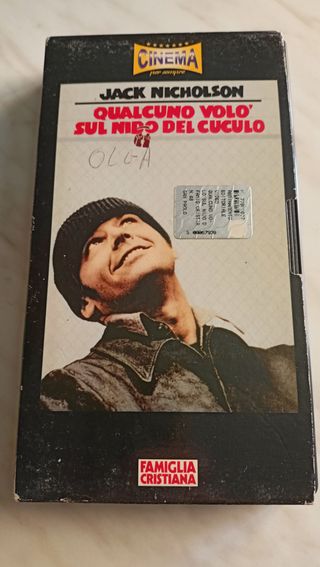 CINEMA
per sempre
JACK NICHOLSON
QUALCUNO VOLO'
SUL NIDO DEL CUCULO
OLGA
FAMIGLIA
CRISTIANA